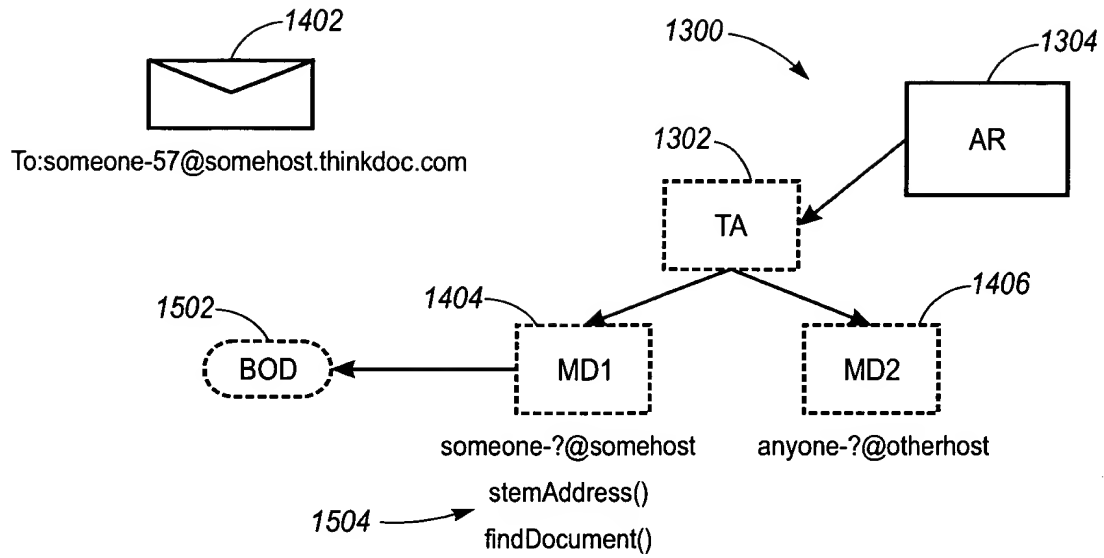 1402
1300
1304
AR
To:someone-57@somehost.thinkdoc.com
1302
TA
1502
1404
1406
BOD
MD1
MD2
someone-?@somehost
anyone-?@otherhost
stemAddress()
1504
findDocument()